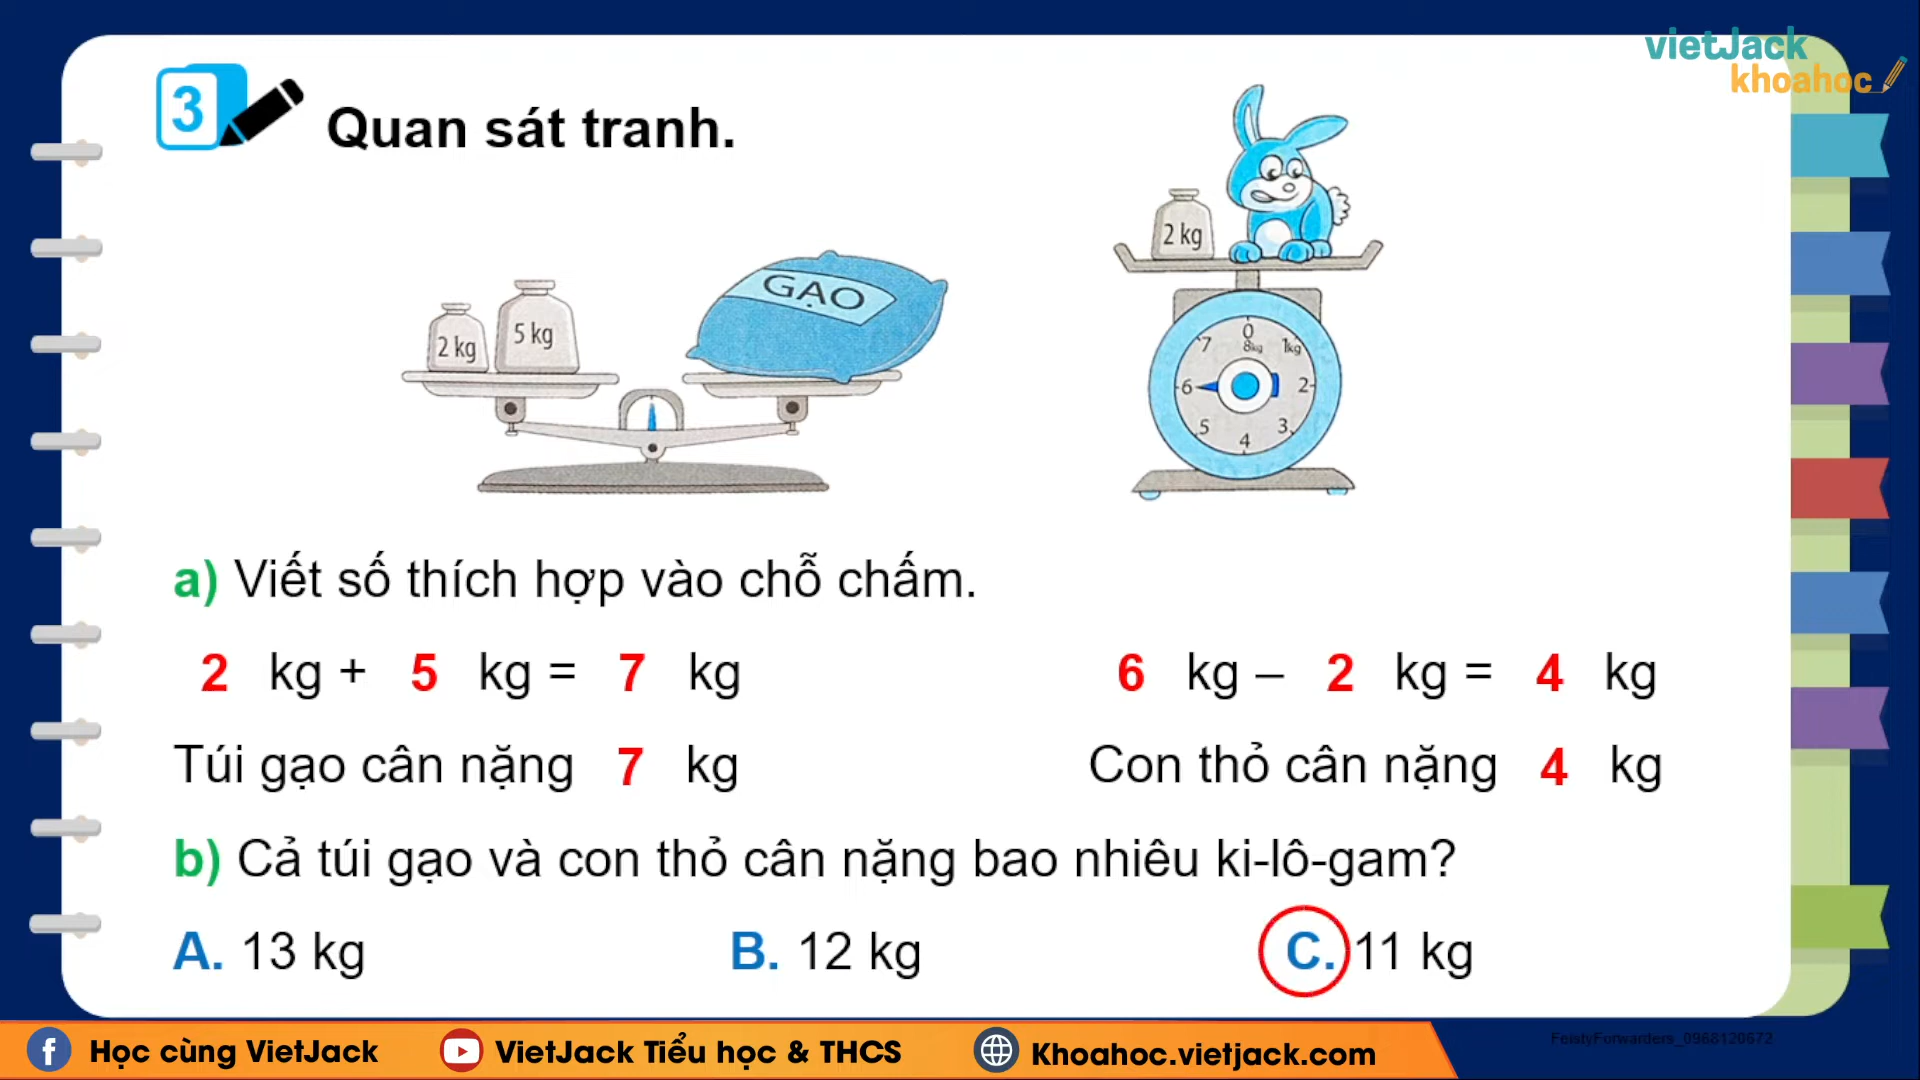 vietJack
khoahoc
3
Quan sát tranh.
2 kg
5 kg
GẠO
2 kg
0
8kg
1kg
2
3
4
5
6
7
a) Viết số thích hợp vào chỗ chấm.
2 kg + 5 kg = 7 kg
6 kg – 2 kg = 4 kg
Túi gạo cân nặng 7 kg
Con thỏ cân nặng 4 kg
b) Cả túi gạo và con thỏ cân nặng bao nhiêu ki-lô-gam?
A. 13 kg
B. 12 kg
C. 11 kg
Học cùng VietJack
VietJack Tiểu học & THCS
Khoahoc.vietjack.com
FeistyForwarders_0968120672